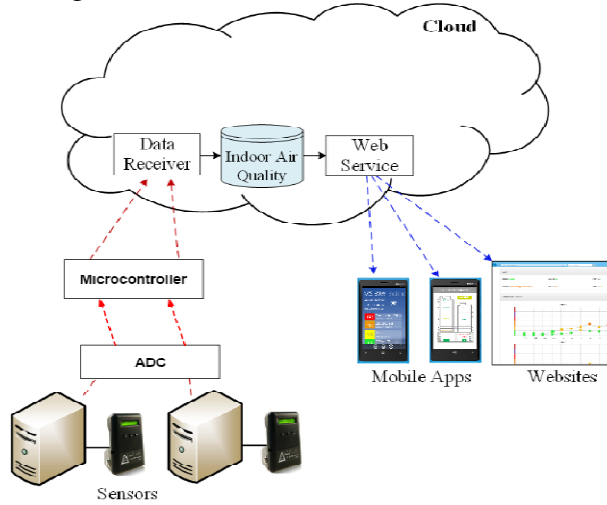 Cloud
Data
Receiver
Indoor Air
Quality
Web
Service
Microcontroller
ADC
Mobile Apps
Websites
Sensors